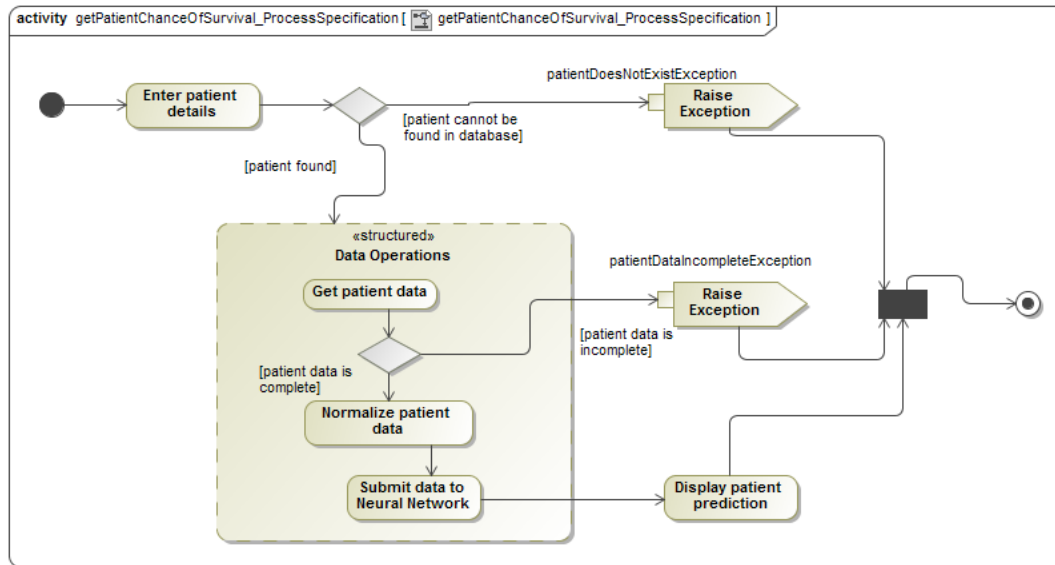 activity getPatientChanceOfSurvival_ProcessSpecification [ getPatientChanceOfSurvival_ProcessSpecification ]
patientDoesNotExistException
Enter patient
details
Raise
Exception
[patient cannot be
found in database]
[patient found]
«structured»
Data Operations
patientDataIncompleteException
Get patient data
Raise
Exception
[patient data is
incomplete]
[patient data is
complete]
Normalize patient
data
Submit data to
Neural Network
Display patient
prediction